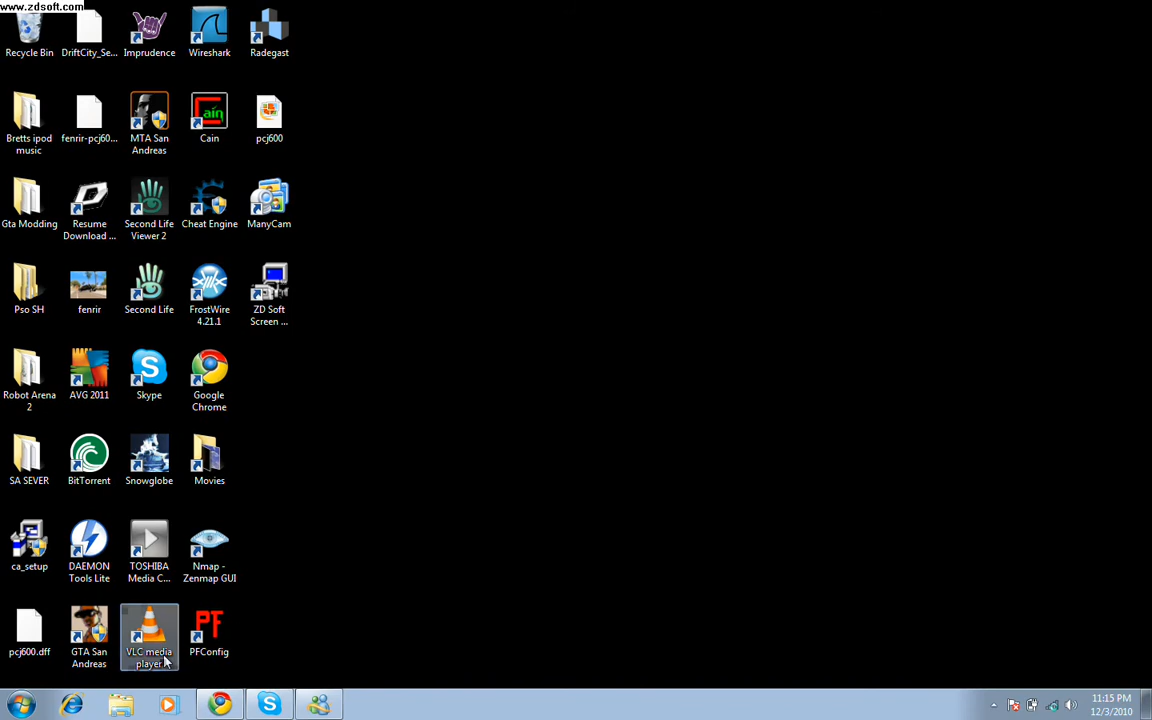 www.zdsoft.com
Recycle Bin
DriftCity_Se...
Imprudence
Wireshark
Radegast
Bretts ipod
music
fenrir-pcj60...
MTA San
Andreas
Cain
pcj600
Gta Modding
Resume
Download ...
Second Life
Viewer 2
Cheat Engine
ManyCam
Pso SH
fenrir
Second Life
FrostWire
4.21.1
ZD Soft
Screen ...
Robot Arena
2
AVG 2011
Skype
Google
Chrome
SA SEVER
BitTorrent
Snowglobe
Movies
ca_setup
DAEMON
Tools Lite
TOSHIBA
Media C...
Nmap -
Zenmap GUI
pcj600.dff
GTA San
Andreas
VLC media
player
PF
PFConfig
11:15 PM
12/3/2010